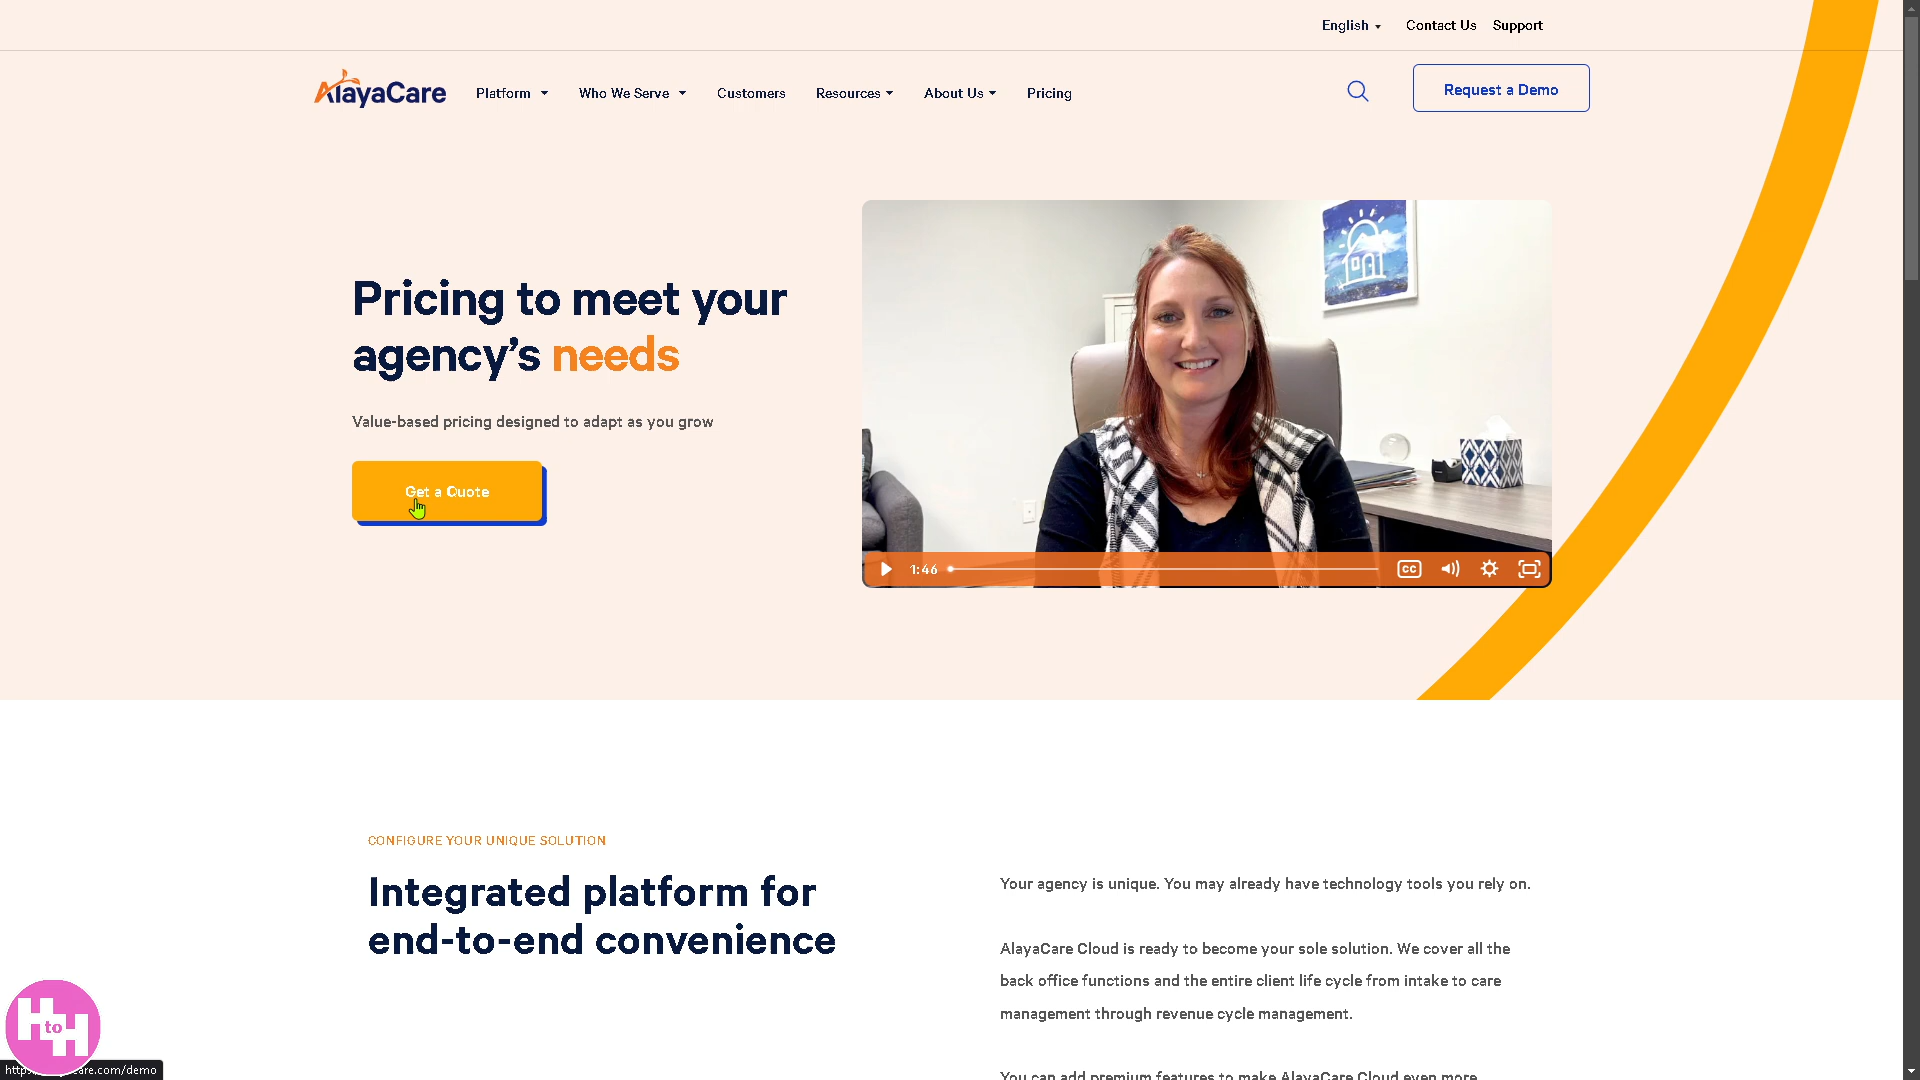 English
Contact Us
Support
AlayaCare
Platform
Who We Serve
Customers
Resources
About Us
Pricing
Request a Demo
Pricing to meet your
agency’s needs
Value-based pricing designed to adapt as you grow
Get a Quote
1:46
CC
CONFIGURE YOUR UNIQUE SOLUTION
Integrated platform for
end-to-end convenience
Your agency is unique. You may already have technology tools you rely on.
AlayaCare Cloud is ready to become your sole solution. We cover all the
back office functions and the entire client life cycle from intake to care
management through revenue cycle management.
You can add premium features to make AlayaCare Cloud even more
H to H
care.com/demo